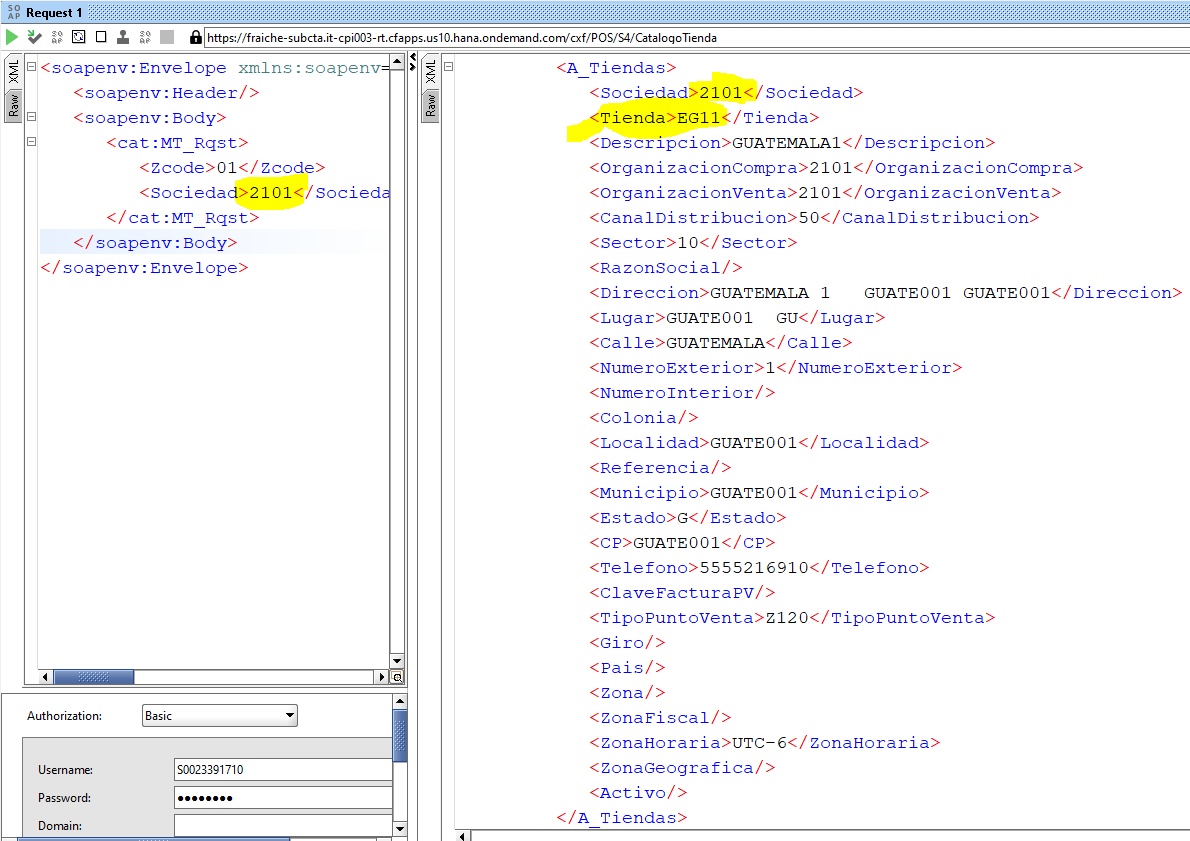 SO AP Request 1
https://fraiche-subcta.it-cpi003-rt.cfapps.us10.hana.ondemand.com/cxf/POS/S4/CatalogoTienda
XML
Raw
<soapenv:Envelope xmlns:soapenv=
<soapenv:Header/>
<soapenv:Body>
<cat:MT_Rqst>
<Zcode>01</Zcode>
<Sociedad>2101</Socieda
</cat:MT_Rqst>
</soapenv:Body>
</soapenv:Envelope>
Authorization: Basic
Username: S0023391710
Password: ●●●●●●●●
Domain:
XML
Raw
<A_Tiendas>
<Sociedad>2101</Sociedad>
<Tienda>EG11</Tienda>
<Descripcion>GUATEMALA1</Descripcion>
<OrganizacionCompra>2101</OrganizacionCompra>
<OrganizacionVenta>2101</OrganizacionVenta>
<CanalDistribucion>50</CanalDistribucion>
<Sector>10</Sector>
<RazonSocial/>
<Direccion>GUATEMALA 1   GUATE001 GUATE001</Direccion>
<Lugar>GUATE001  GU</Lugar>
<Calle>GUATEMALA</Calle>
<NumeroExterior>1</NumeroExterior>
<NumeroInterior/>
<Colonia/>
<Localidad>GUATE001</Localidad>
<Referencia/>
<Municipio>GUATE001</Municipio>
<Estado>G</Estado>
<CP>GUATE001</CP>
<Telefono>5555216910</Telefono>
<ClaveFacturaPV/>
<TipoPuntoVenta>Z120</TipoPuntoVenta>
<Giro/>
<Pais/>
<Zona/>
<ZonaFiscal/>
<ZonaHoraria>UTC-6</ZonaHoraria>
<ZonaGeografica/>
<Activo/>
</A_Tiendas>